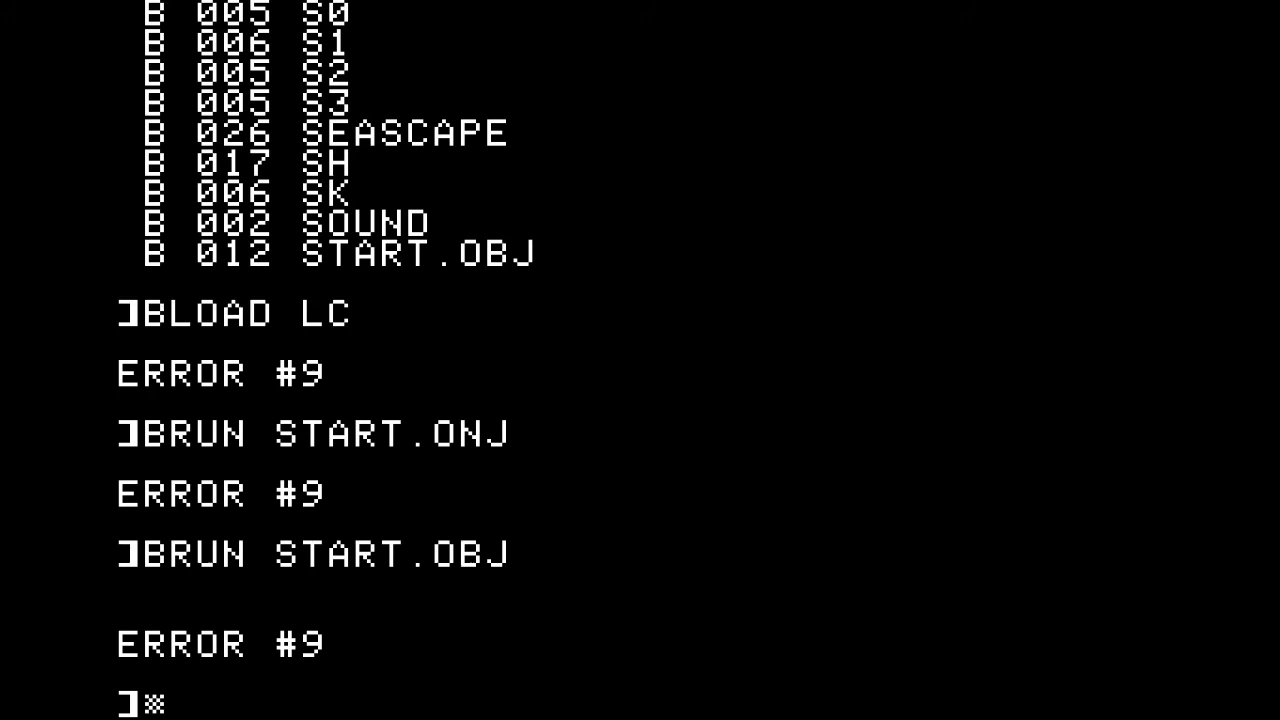 B 005 S0
B 006 S1
B 005 S2
B 005 S3
B 026 SEASCAPE
B 017 SH
B 006 SK
B 002 SOUND
B 012 START.OBJ
]BLOAD LC
ERROR #9
]BRUN START.ONJ
ERROR #9
]BRUN START.OBJ
ERROR #9
]